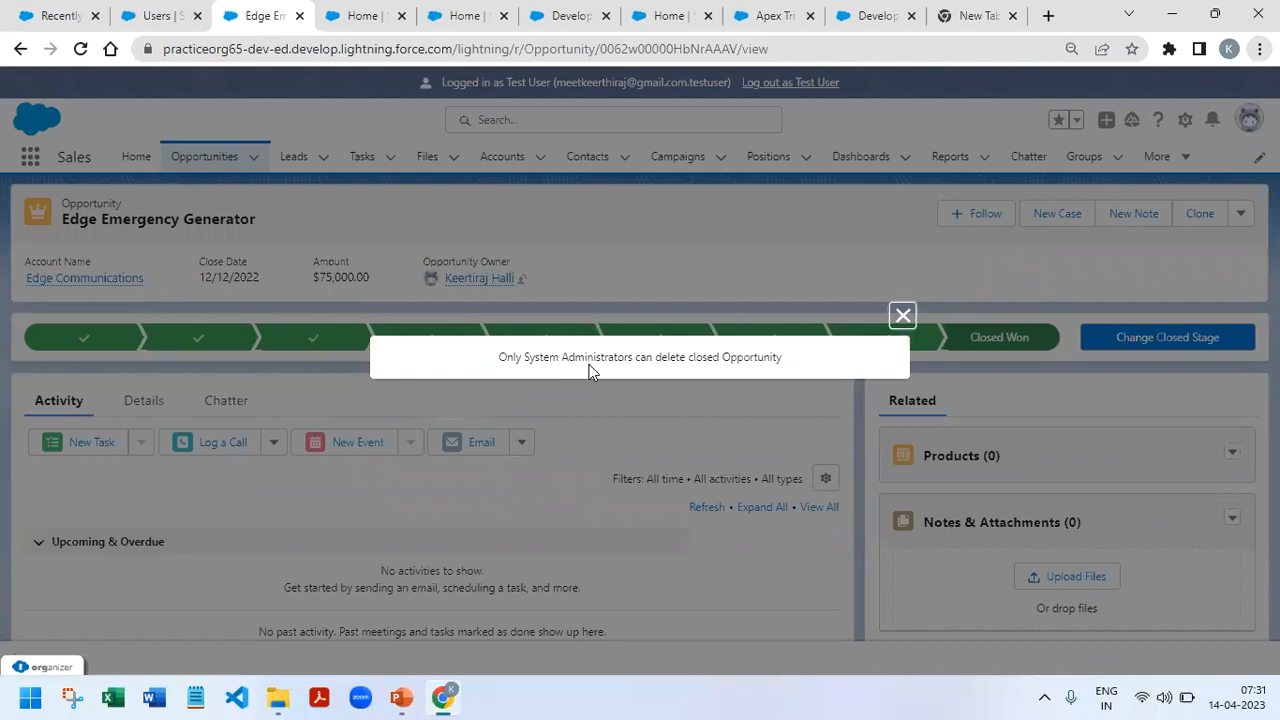 Recently
Users | S
Edge Em
Home | S
Home | S
Develop
Home | S
Apex Tri
Develop
New Tab
practiceorg65-dev-ed.develop.lightning.force.com/lightning/r/Opportunity/0062w00000HbNrAAAV/view
K
Logged in as Test User (meetkeerthiraj@gmail.com.testuser) Log out as Test User
Search...
Sales Home Opportunities Leads Tasks Files Accounts Contacts Campaigns Positions Dashboards Reports Chatter Groups More
Opportunity
Edge Emergency Generator
Follow New Case New Note Clone
Account Name Close Date Amount Opportunity Owner
Edge Communications 12/12/2022 $75,000.00 Keertiraj Halli
Closed Won Change Closed Stage
Only System Administrators can delete closed Opportunity
Activity Details Chatter Related
New Task Log a Call New Event Email
Products (0)
Filters: All time • All activities • All types
Refresh • Expand All • View All
Notes & Attachments (0)
Upcoming & Overdue
No activities to show.
Get started by sending an email, scheduling a task, and more.
Upload Files
Or drop files
No past activity. Past meetings and tasks marked as done show up here.
organizer
zoom
K
ENG
IN
07:31
14-04-2023